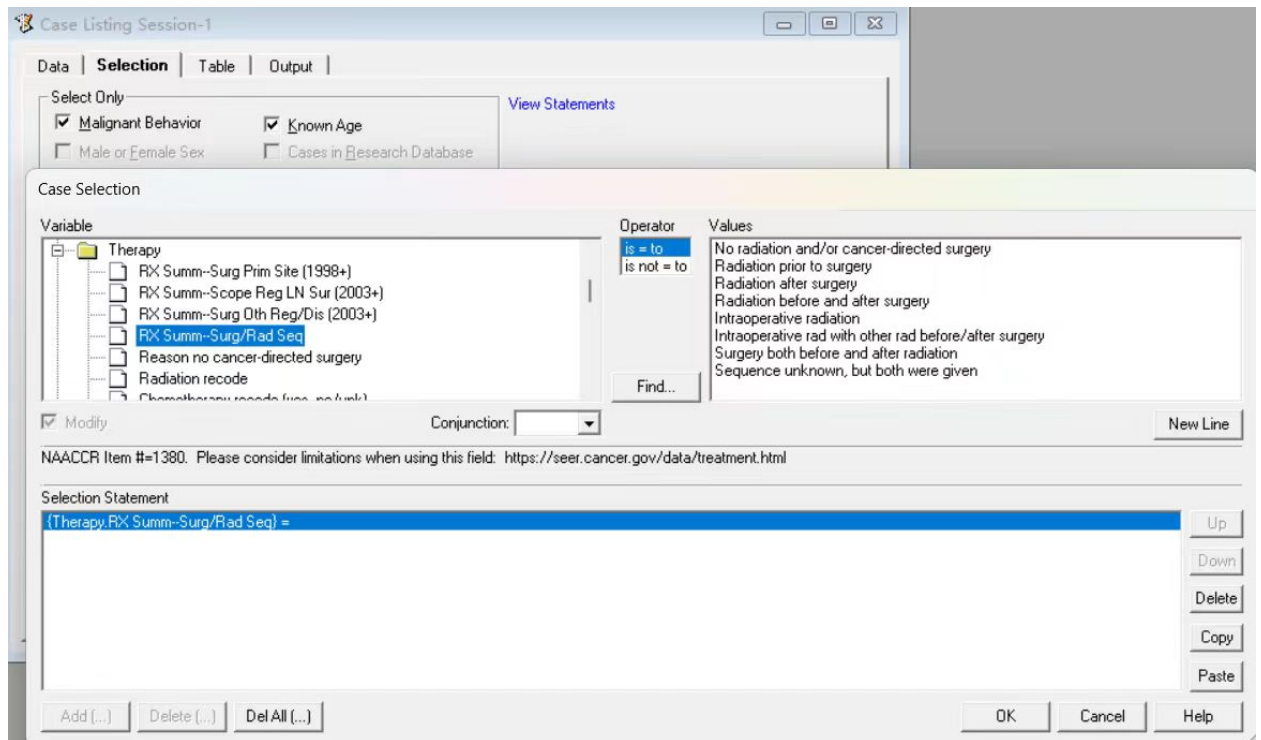 Case Listing Session-1
Data Selection Table Output
Select Only
View Statements
Malignant Behavior Known Age
Male or Female Sex Cases in Research Database
Case Selection
Variable Operator Values
Therapy
RX Summ--Surg Prim Site (1998+)
RX Summ--Scope Reg LN Sur (2003+)
RX Summ--Surg Oth Reg/Dis (2003+)
RX Summ--Surg/Rad Seq
Reason no cancer-directed surgery
Radiation recode
Chemotherapy recode (yes, no/unk)
is = to
is not = to
Find...
No radiation and/or cancer-directed surgery
Radiation prior to surgery
Radiation after surgery
Radiation before and after surgery
Intraoperative radiation
Intraoperative rad with other rad before/after surgery
Surgery both before and after radiation
Sequence unknown, but both were given
Modify Conjunction: New Line
NAACCR Item #=1380. Please consider limitations when using this field: https://seer.cancer.gov/data/treatment.html
Selection Statement
{Therapy.RX Summ--Surg/Rad Seq} =
Up
Down
Delete
Copy
Paste
Add (...) Delete (...) Del All (...) OK Cancel Help